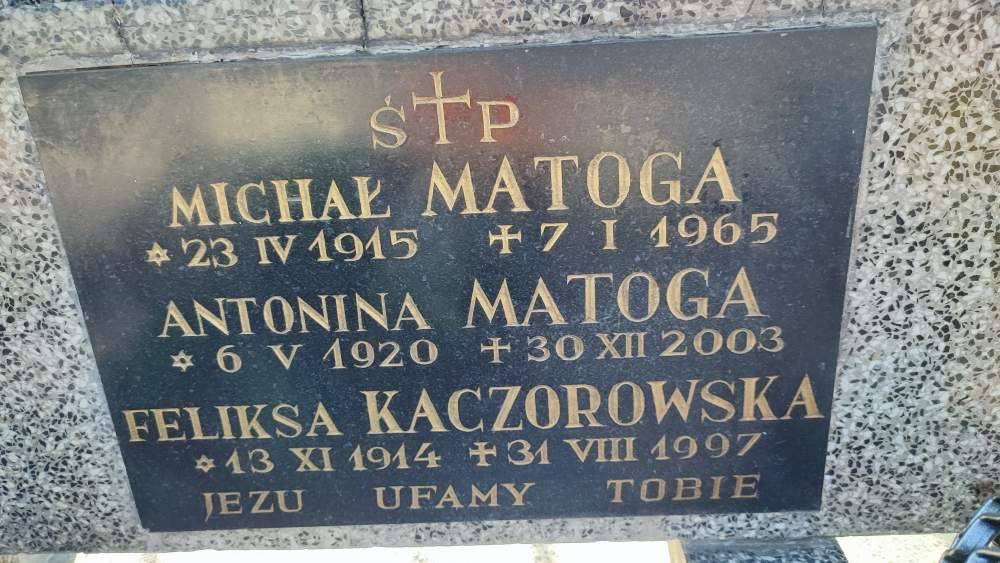 Ś✝P
MICHAŁ MATOGA
✡23 IV 1915 ✝7 I 1965
ANTONINA MATOGA
✡6 V 1920 ✝30 XII 2003
FELIKSA KACZOROWSKA
✡13 XI 1914 ✝31 VIII 1997
JEZU UFAMY TOBIE